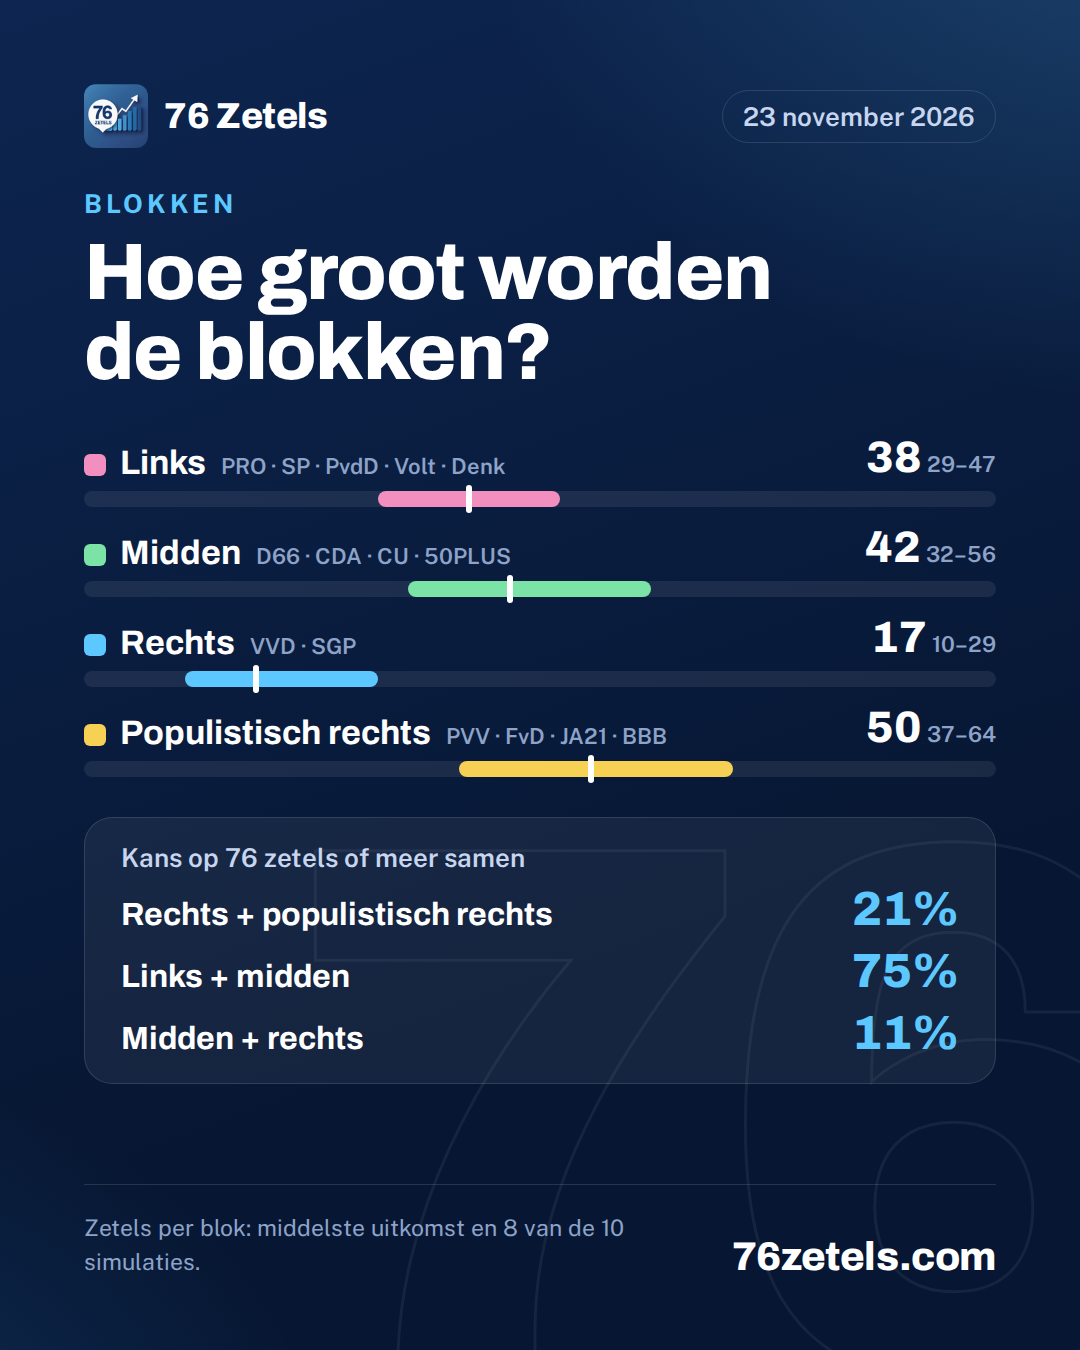 76 ZETELS
76 Zetels
23 november 2026
BLOKKEN
Hoe groot worden
de blokken?
Links PRO · SP · PvdD · Volt · Denk 38 29–47
Midden D66 · CDA · CU · 50PLUS 42 32–56
Rechts VVD · SGP 17 10–29
Populistisch rechts PVV · FvD · JA21 · BBB 50 37–64
Kans op 76 zetels of meer samen
Rechts + populistisch rechts 21%
Links + midden 75%
Midden + rechts 11%
Zetels per blok: middelste uitkomst en 8 van de 10
simulaties.
76zetels.com
76